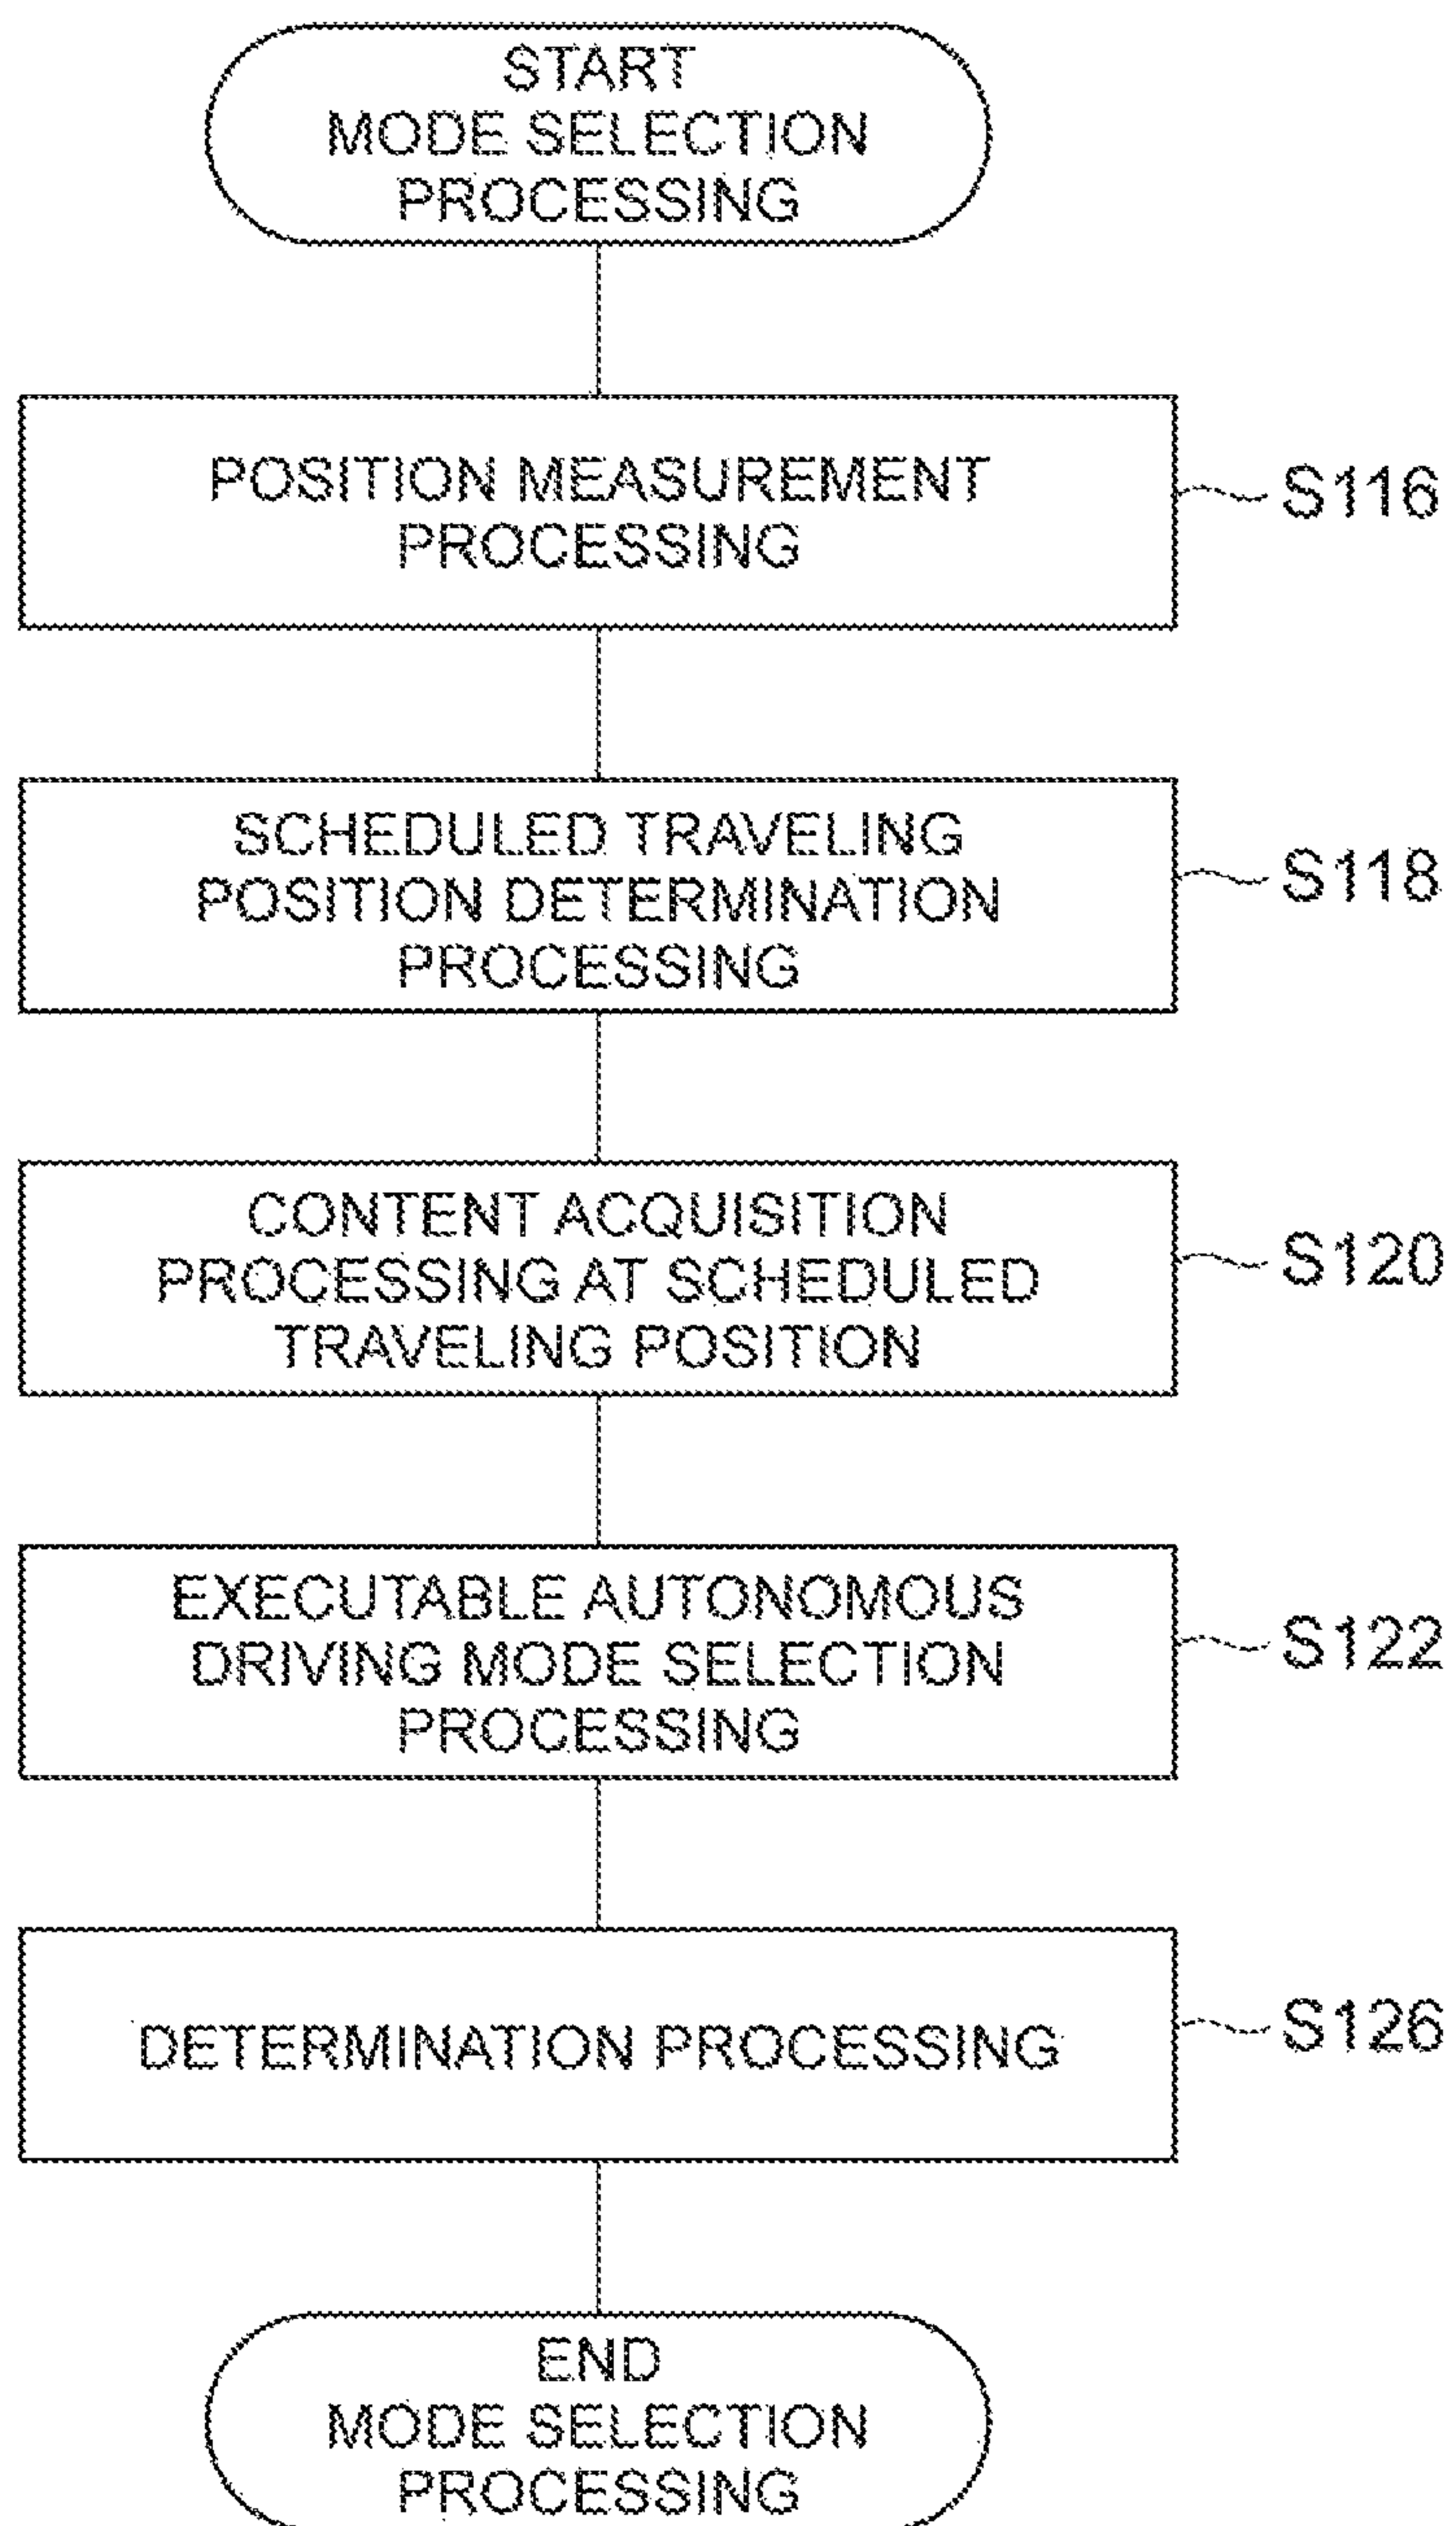 START
MODE SELECTION
PROCESSING
POSITION MEASUREMENT
PROCESSING
S116
SCHEDULED TRAVELING
POSITION DETERMINATION
PROCESSING
S118
CONTENT ACQUISITION
PROCESSING AT SCHEDULED
TRAVELING POSITION
S120
EXECUTABLE AUTONOMOUS
DRIVING MODE SELECTION
PROCESSING
S122
DETERMINATION PROCESSING
S126
END
MODE SELECTION
PROCESSING